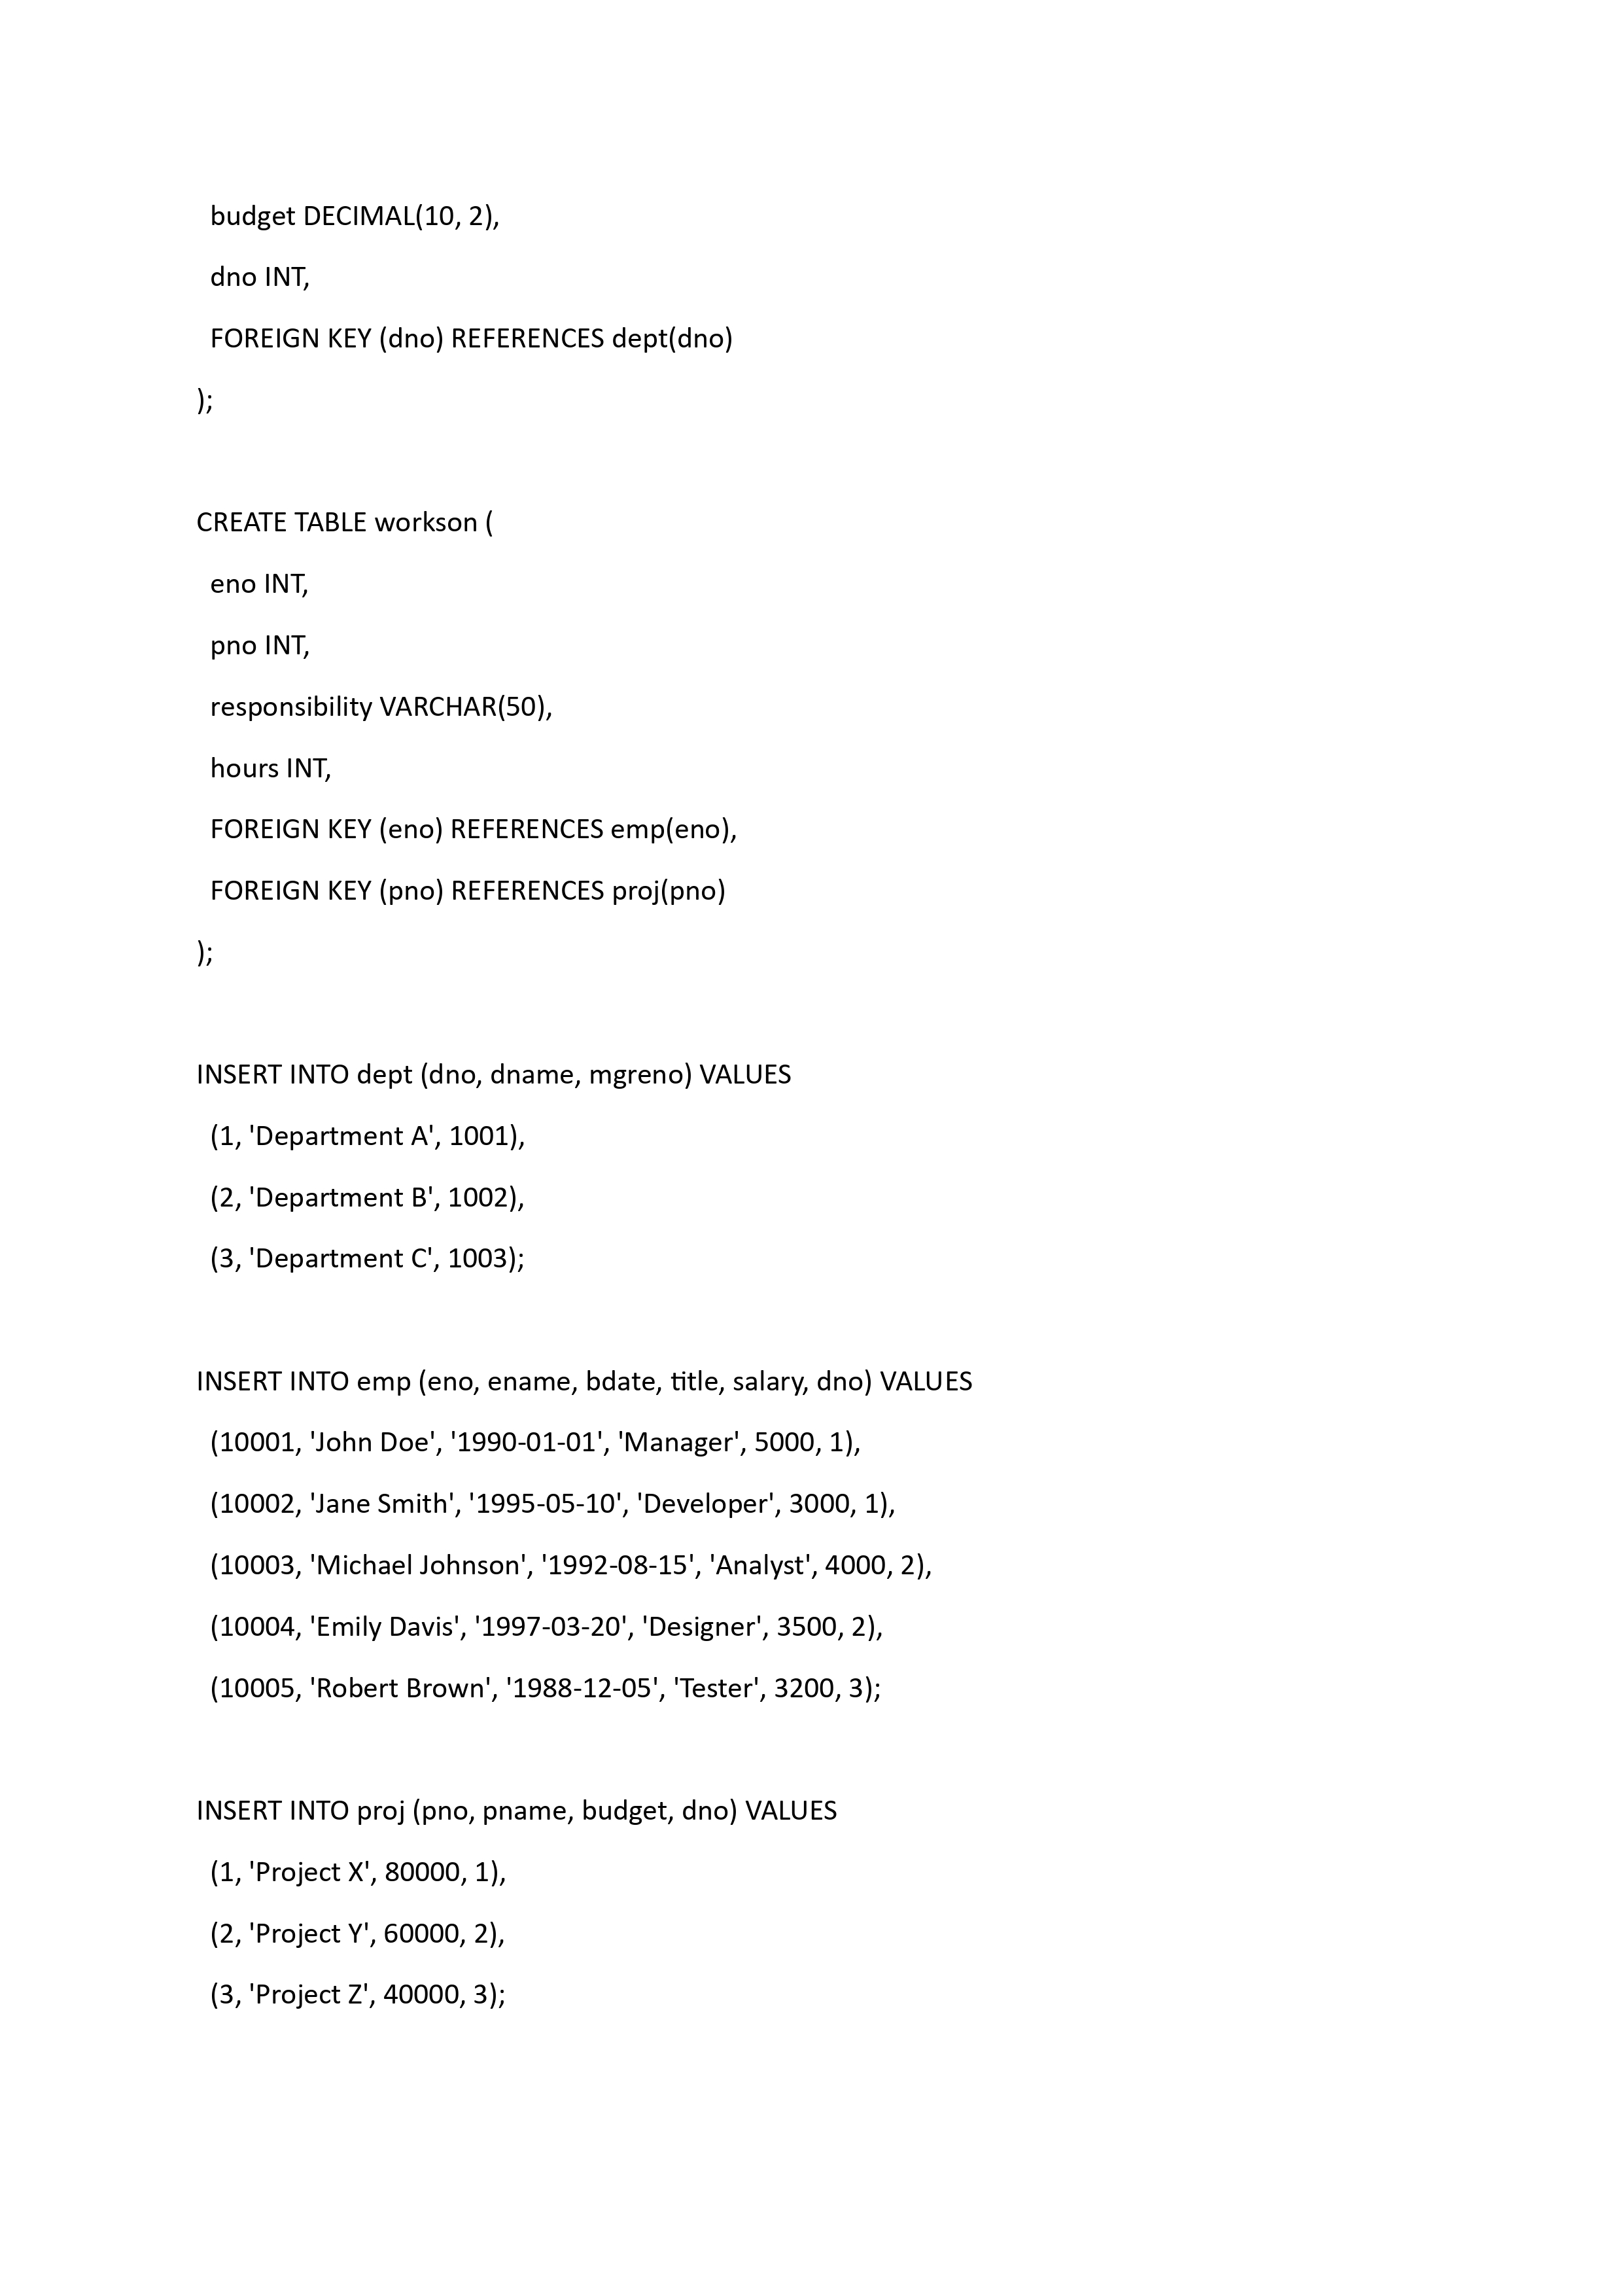 budget DECIMAL(10, 2),
dno INT,
FOREIGN KEY (dno) REFERENCES dept(dno)
);
CREATE TABLE workson (
eno INT,
pno INT,
responsibility VARCHAR(50),
hours INT,
FOREIGN KEY (eno) REFERENCES emp(eno),
FOREIGN KEY (pno) REFERENCES proj(pno)
);
INSERT INTO dept (dno, dname, mgreno) VALUES
(1, 'Department A', 1001),
(2, 'Department B', 1002),
(3, 'Department C', 1003);
INSERT INTO emp (eno, ename, bdate, title, salary, dno) VALUES
(10001, 'John Doe', '1990-01-01', 'Manager', 5000, 1),
(10002, 'Jane Smith', '1995-05-10', 'Developer', 3000, 1),
(10003, 'Michael Johnson', '1992-08-15', 'Analyst', 4000, 2),
(10004, 'Emily Davis', '1997-03-20', 'Designer', 3500, 2),
(10005, 'Robert Brown', '1988-12-05', 'Tester', 3200, 3);
INSERT INTO proj (pno, pname, budget, dno) VALUES
(1, 'Project X', 80000, 1),
(2, 'Project Y', 60000, 2),
(3, 'Project Z', 40000, 3);